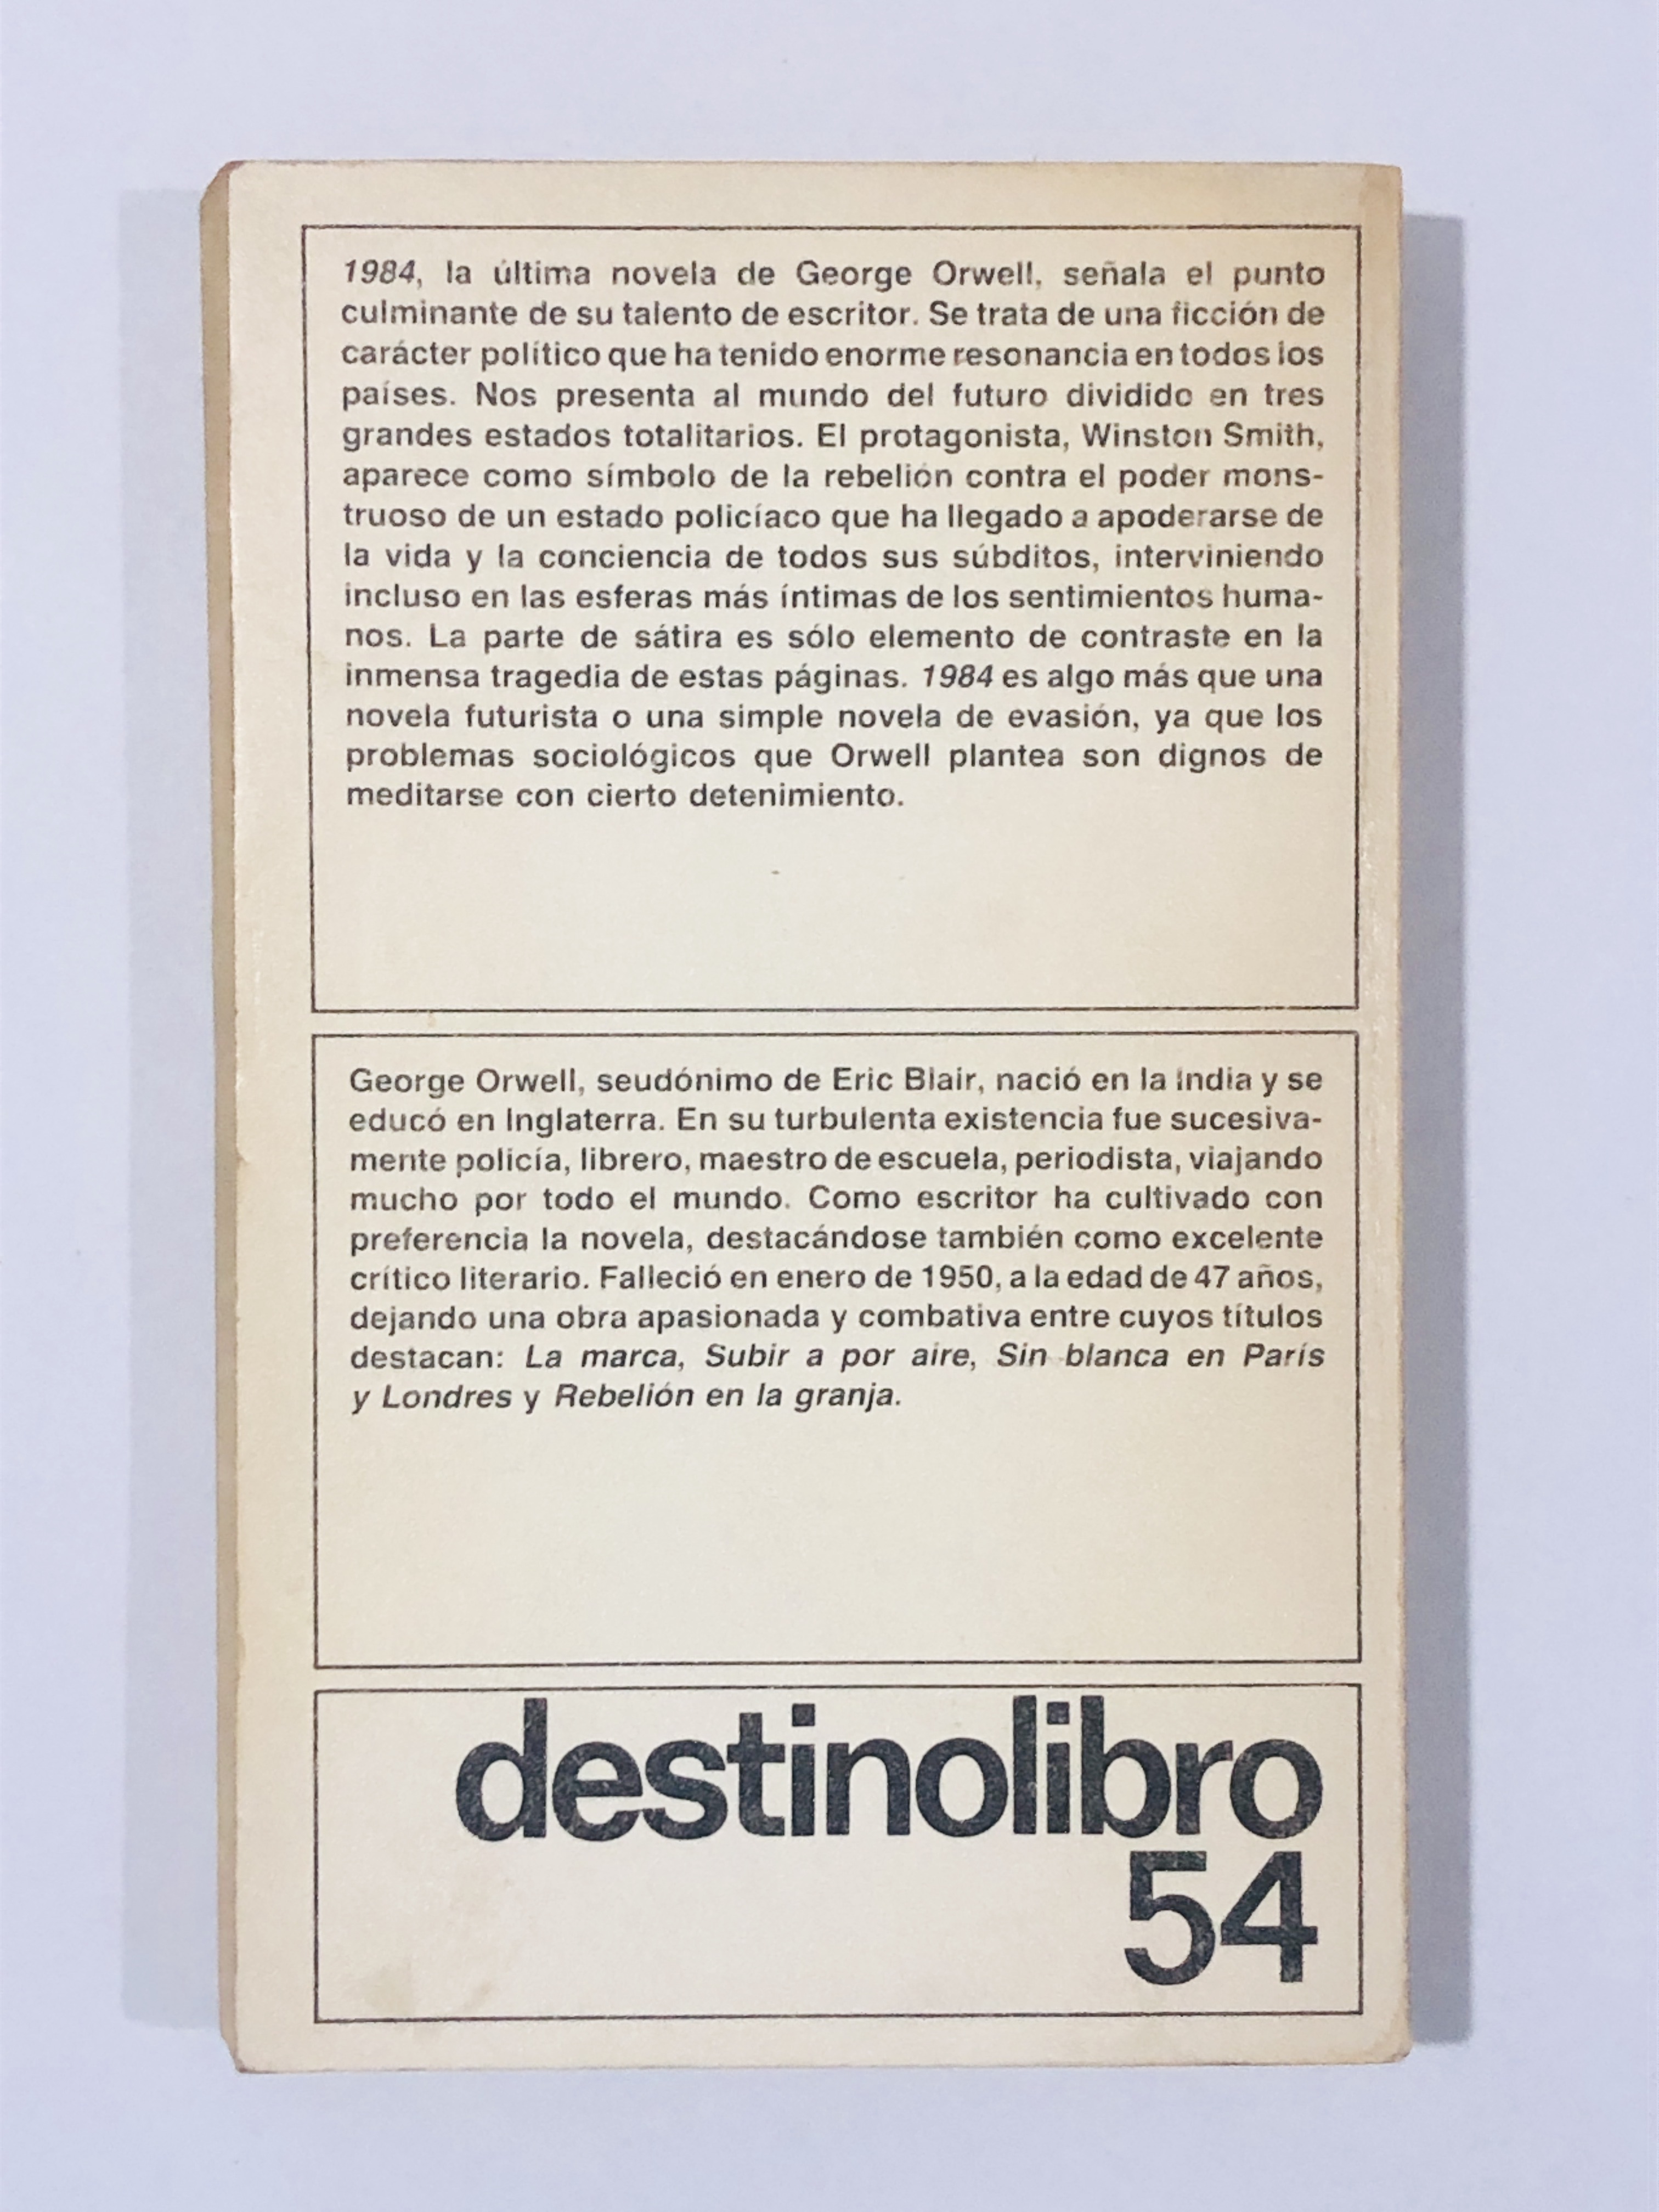 1984, la última novela de George Orwell, señala el punto
culminante de su talento de escritor. Se trata de una ficción de
carácter político que ha tenido enorme resonancia en todos los
países. Nos presenta al mundo del futuro dividido en tres
grandes estados totalitarios. El protagonista, Winston Smith,
aparece como símbolo de la rebelión contra el poder mons-
truoso de un estado policíaco que ha llegado a apoderarse de
la vida y la conciencia de todos sus súbditos, interviniendo
incluso en las esferas más íntimas de los sentimientos huma-
nos. La parte de sátira es sólo elemento de contraste en la
inmensa tragedia de estas páginas. 1984 es algo más que una
novela futurista o una simple novela de evasión, ya que los
problemas sociológicos que Orwell plantea son dignos de
meditarse con cierto detenimiento.
George Orwell, seudónimo de Eric Blair, nació en la India y se
educó en Inglaterra. En su turbulenta existencia fue sucesiva-
mente policía, librero, maestro de escuela, periodista, viajando
mucho por todo el mundo. Como escritor ha cultivado con
preferencia la novela, destacándose también como excelente
crítico literario. Falleció en enero de 1950, a la edad de 47 años,
dejando una obra apasionada y combativa entre cuyos títulos
destacan: La marca, Subir a por aire, Sin blanca en París
y Londres y Rebelión en la granja.
destinolibro
54